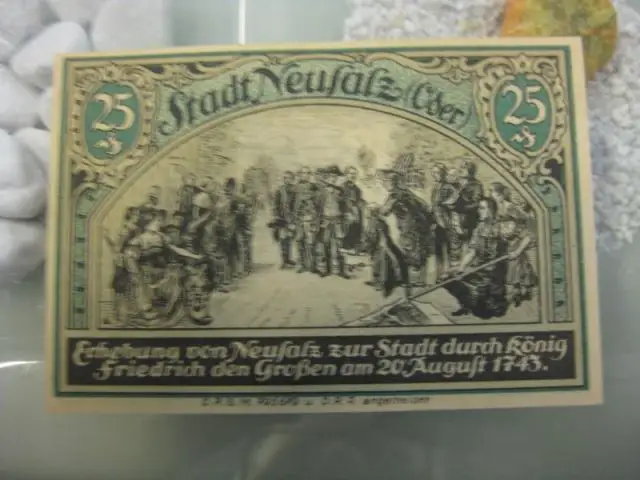 Stadt Neusalz (Oder)
25 ₰
25 ₰
Erhebung von Neusalz zur Stadt durch König
Friedrich den Großen am 20. August 1743.